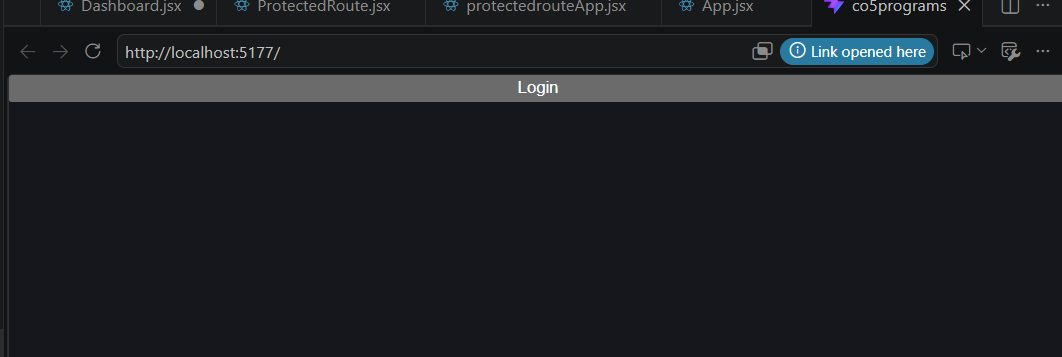 Dashboard.jsx
ProtectedRoute.jsx
protectedrouteApp.jsx
App.jsx
co5programs
http://localhost:5177/
Link opened here
Login